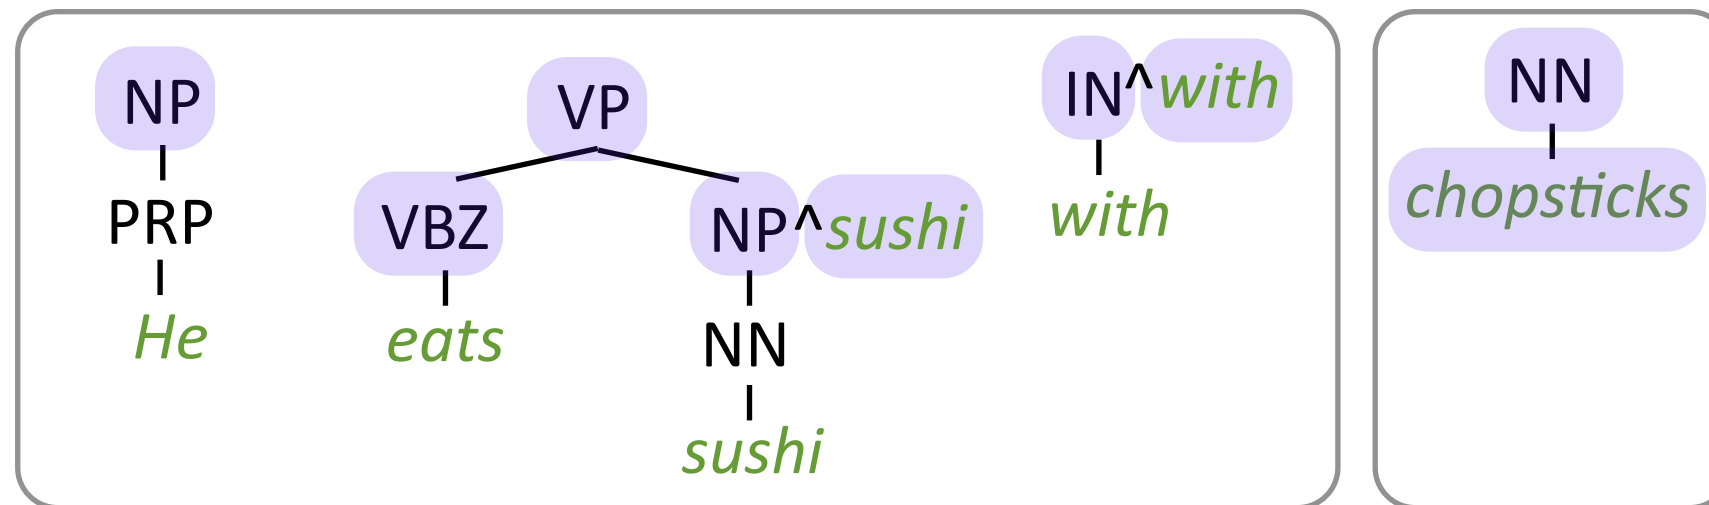 NP VP IN^with NN
PRP VBZ NP^sushi with chopsticks
He eats NN
sushi